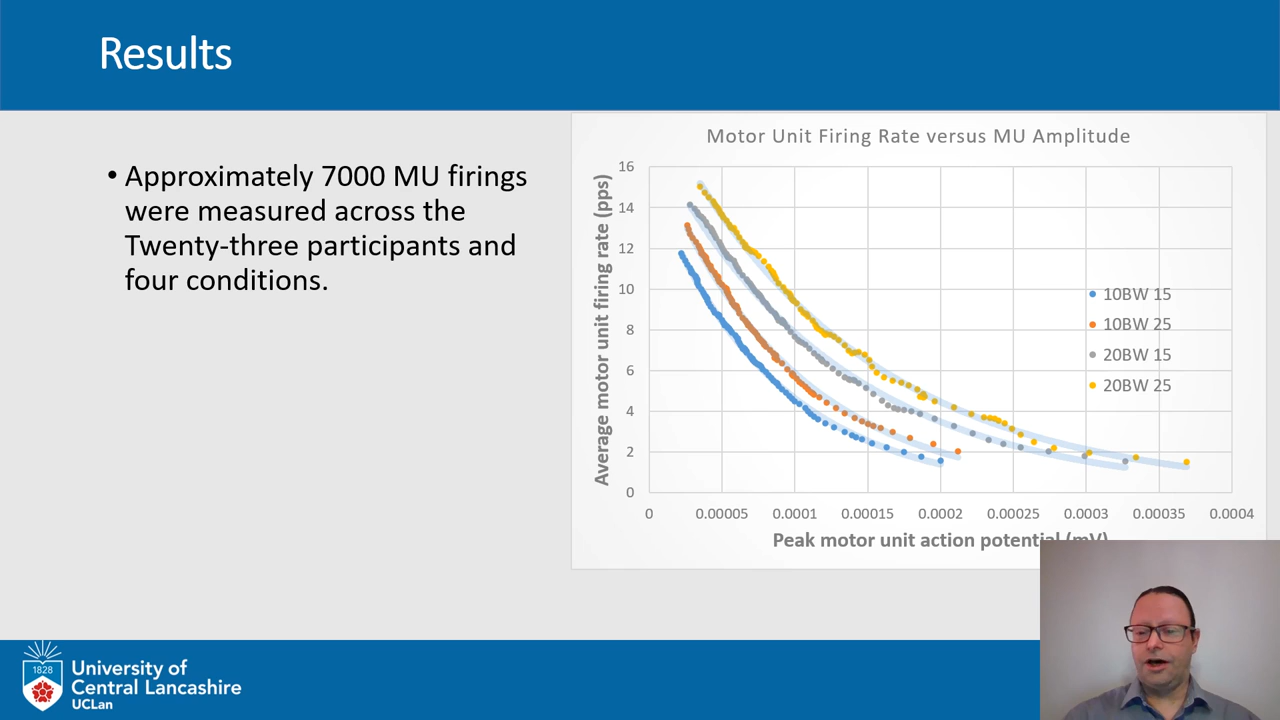 Results
• Approximately 7000 MU firings
were measured across the
Twenty-three participants and
four conditions.
Motor Unit Firing Rate versus MU Amplitude
Average motor unit firing rate (pps)
16
14
12
10
8
6
4
2
0
10BW 15
10BW 25
20BW 15
20BW 25
0 0.00005 0.0001 0.00015 0.0002 0.00025 0.0003 0.00035 0.0004
Peak motor unit action potential (mV)
1828
University of
Central Lancashire
UCLan